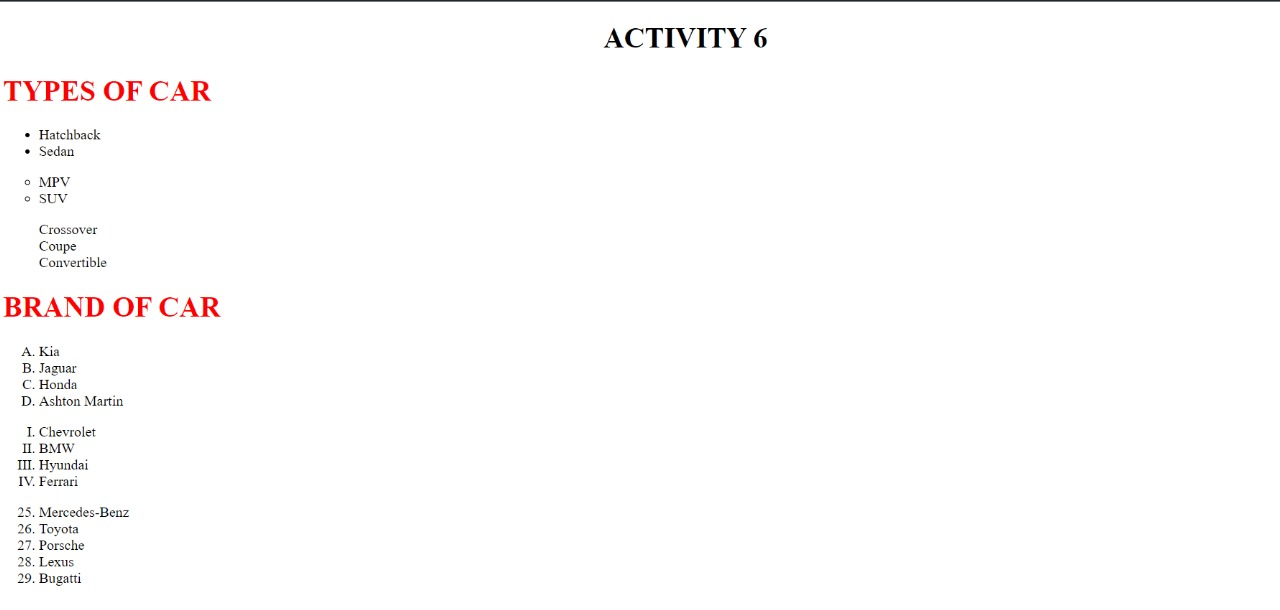 ACTIVITY 6
TYPES OF CAR
• Hatchback
• Sedan
◦ MPV
◦ SUV
Crossover
Coupe
Convertible
BRAND OF CAR
A. Kia
B. Jaguar
C. Honda
D. Ashton Martin
I. Chevrolet
II. BMW
III. Hyundai
IV. Ferrari
25. Mercedes-Benz
26. Toyota
27. Porsche
28. Lexus
29. Bugatti